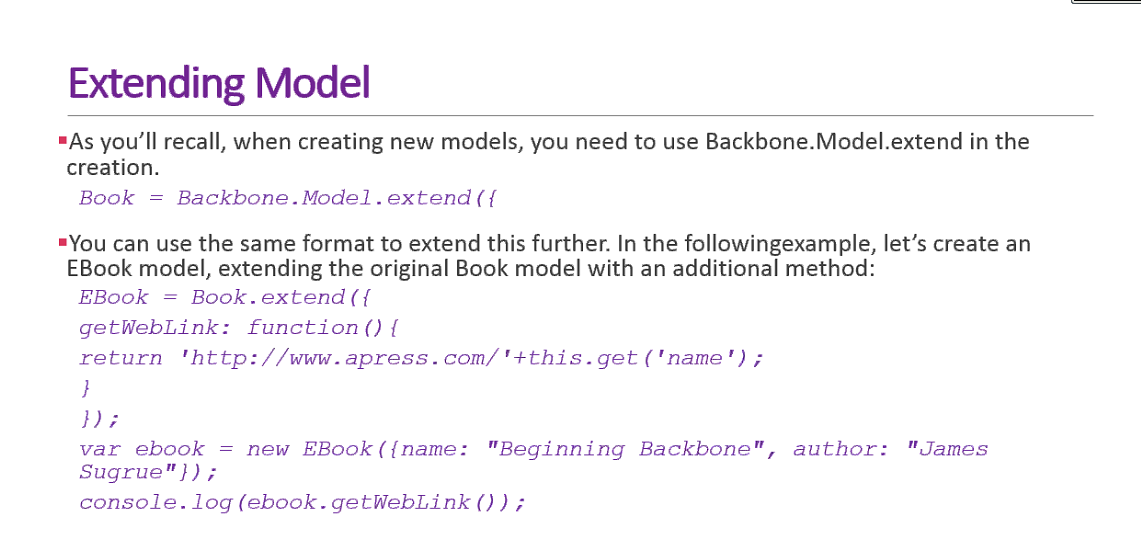 Extending Model
▪As you’ll recall, when creating new models, you need to use Backbone.Model.extend in the
creation.
Book = Backbone.Model.extend({
▪You can use the same format to extend this further. In the followingexample, let’s create an
EBook model, extending the original Book model with an additional method:
EBook = Book.extend({
getWebLink: function(){
return 'http://www.apress.com/'+this.get('name');
}
});
var ebook = new EBook({name: "Beginning Backbone", author: "James
Sugrue"});
console.log(ebook.getWebLink());